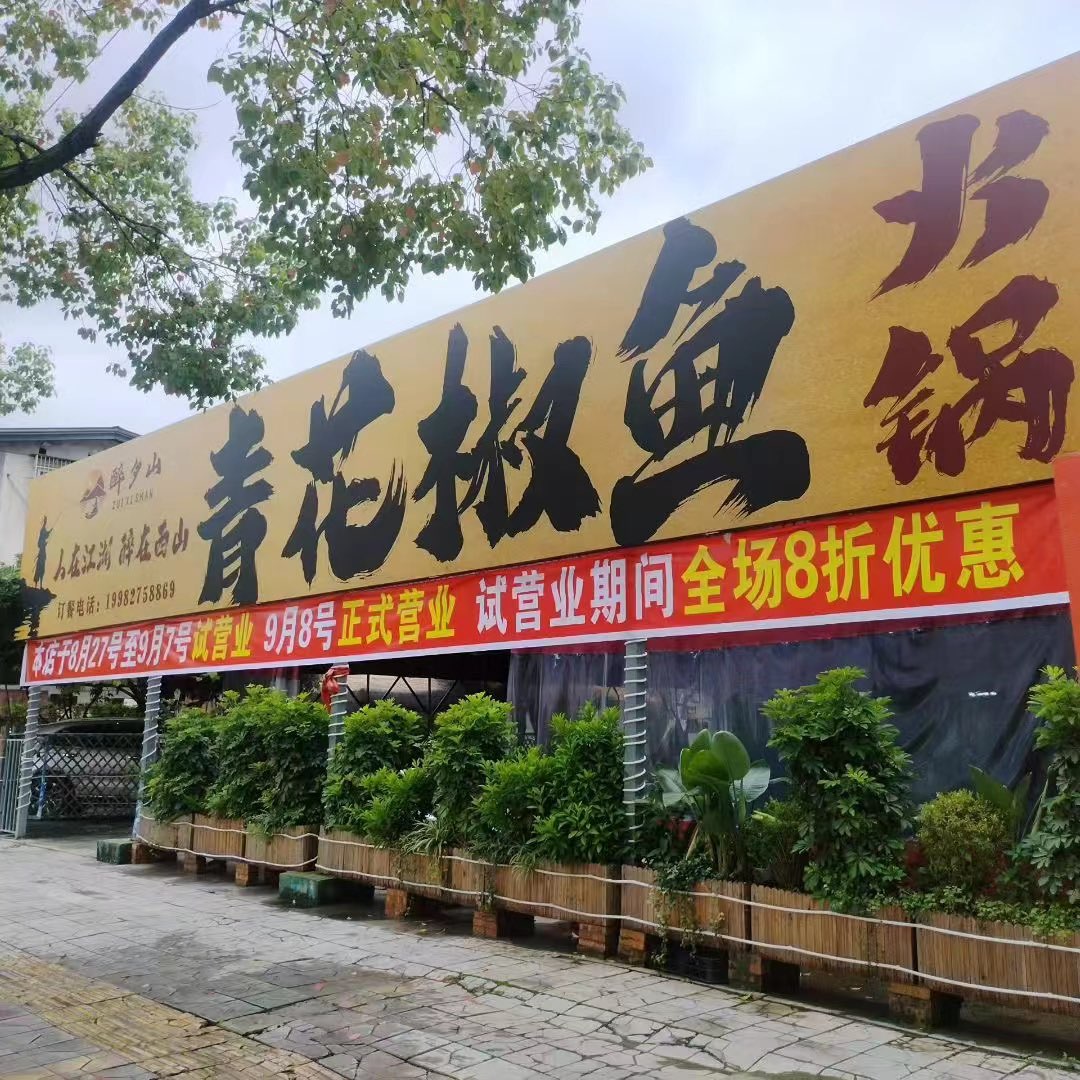 醉夕山
ZUIXISHAN
人在江湖 醉在西山
订餐电话：19982758869
青花椒鱼
火锅
本店于8月27号至9月7号试营业 9月8号正式营业 试营业期间全场8折优惠